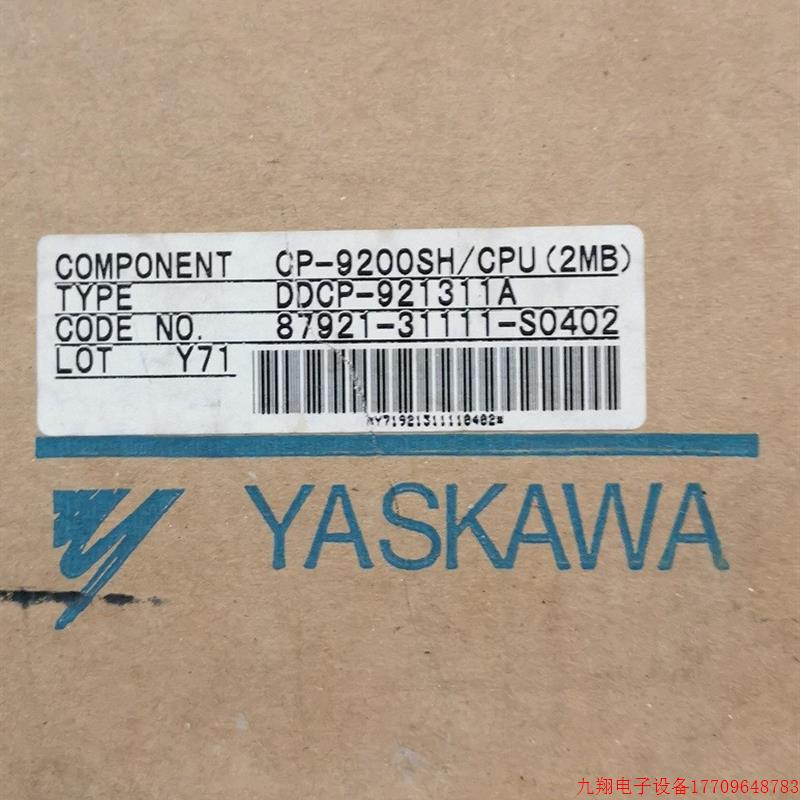 COMPONENT CP-9200SH/CPU(2MB)
TYPE DDCP-921311A
CODE NO. 87921-31111-S0402
LOT Y71
*Y71921311110402*
YASKAWA
九翔电子设备17709648783